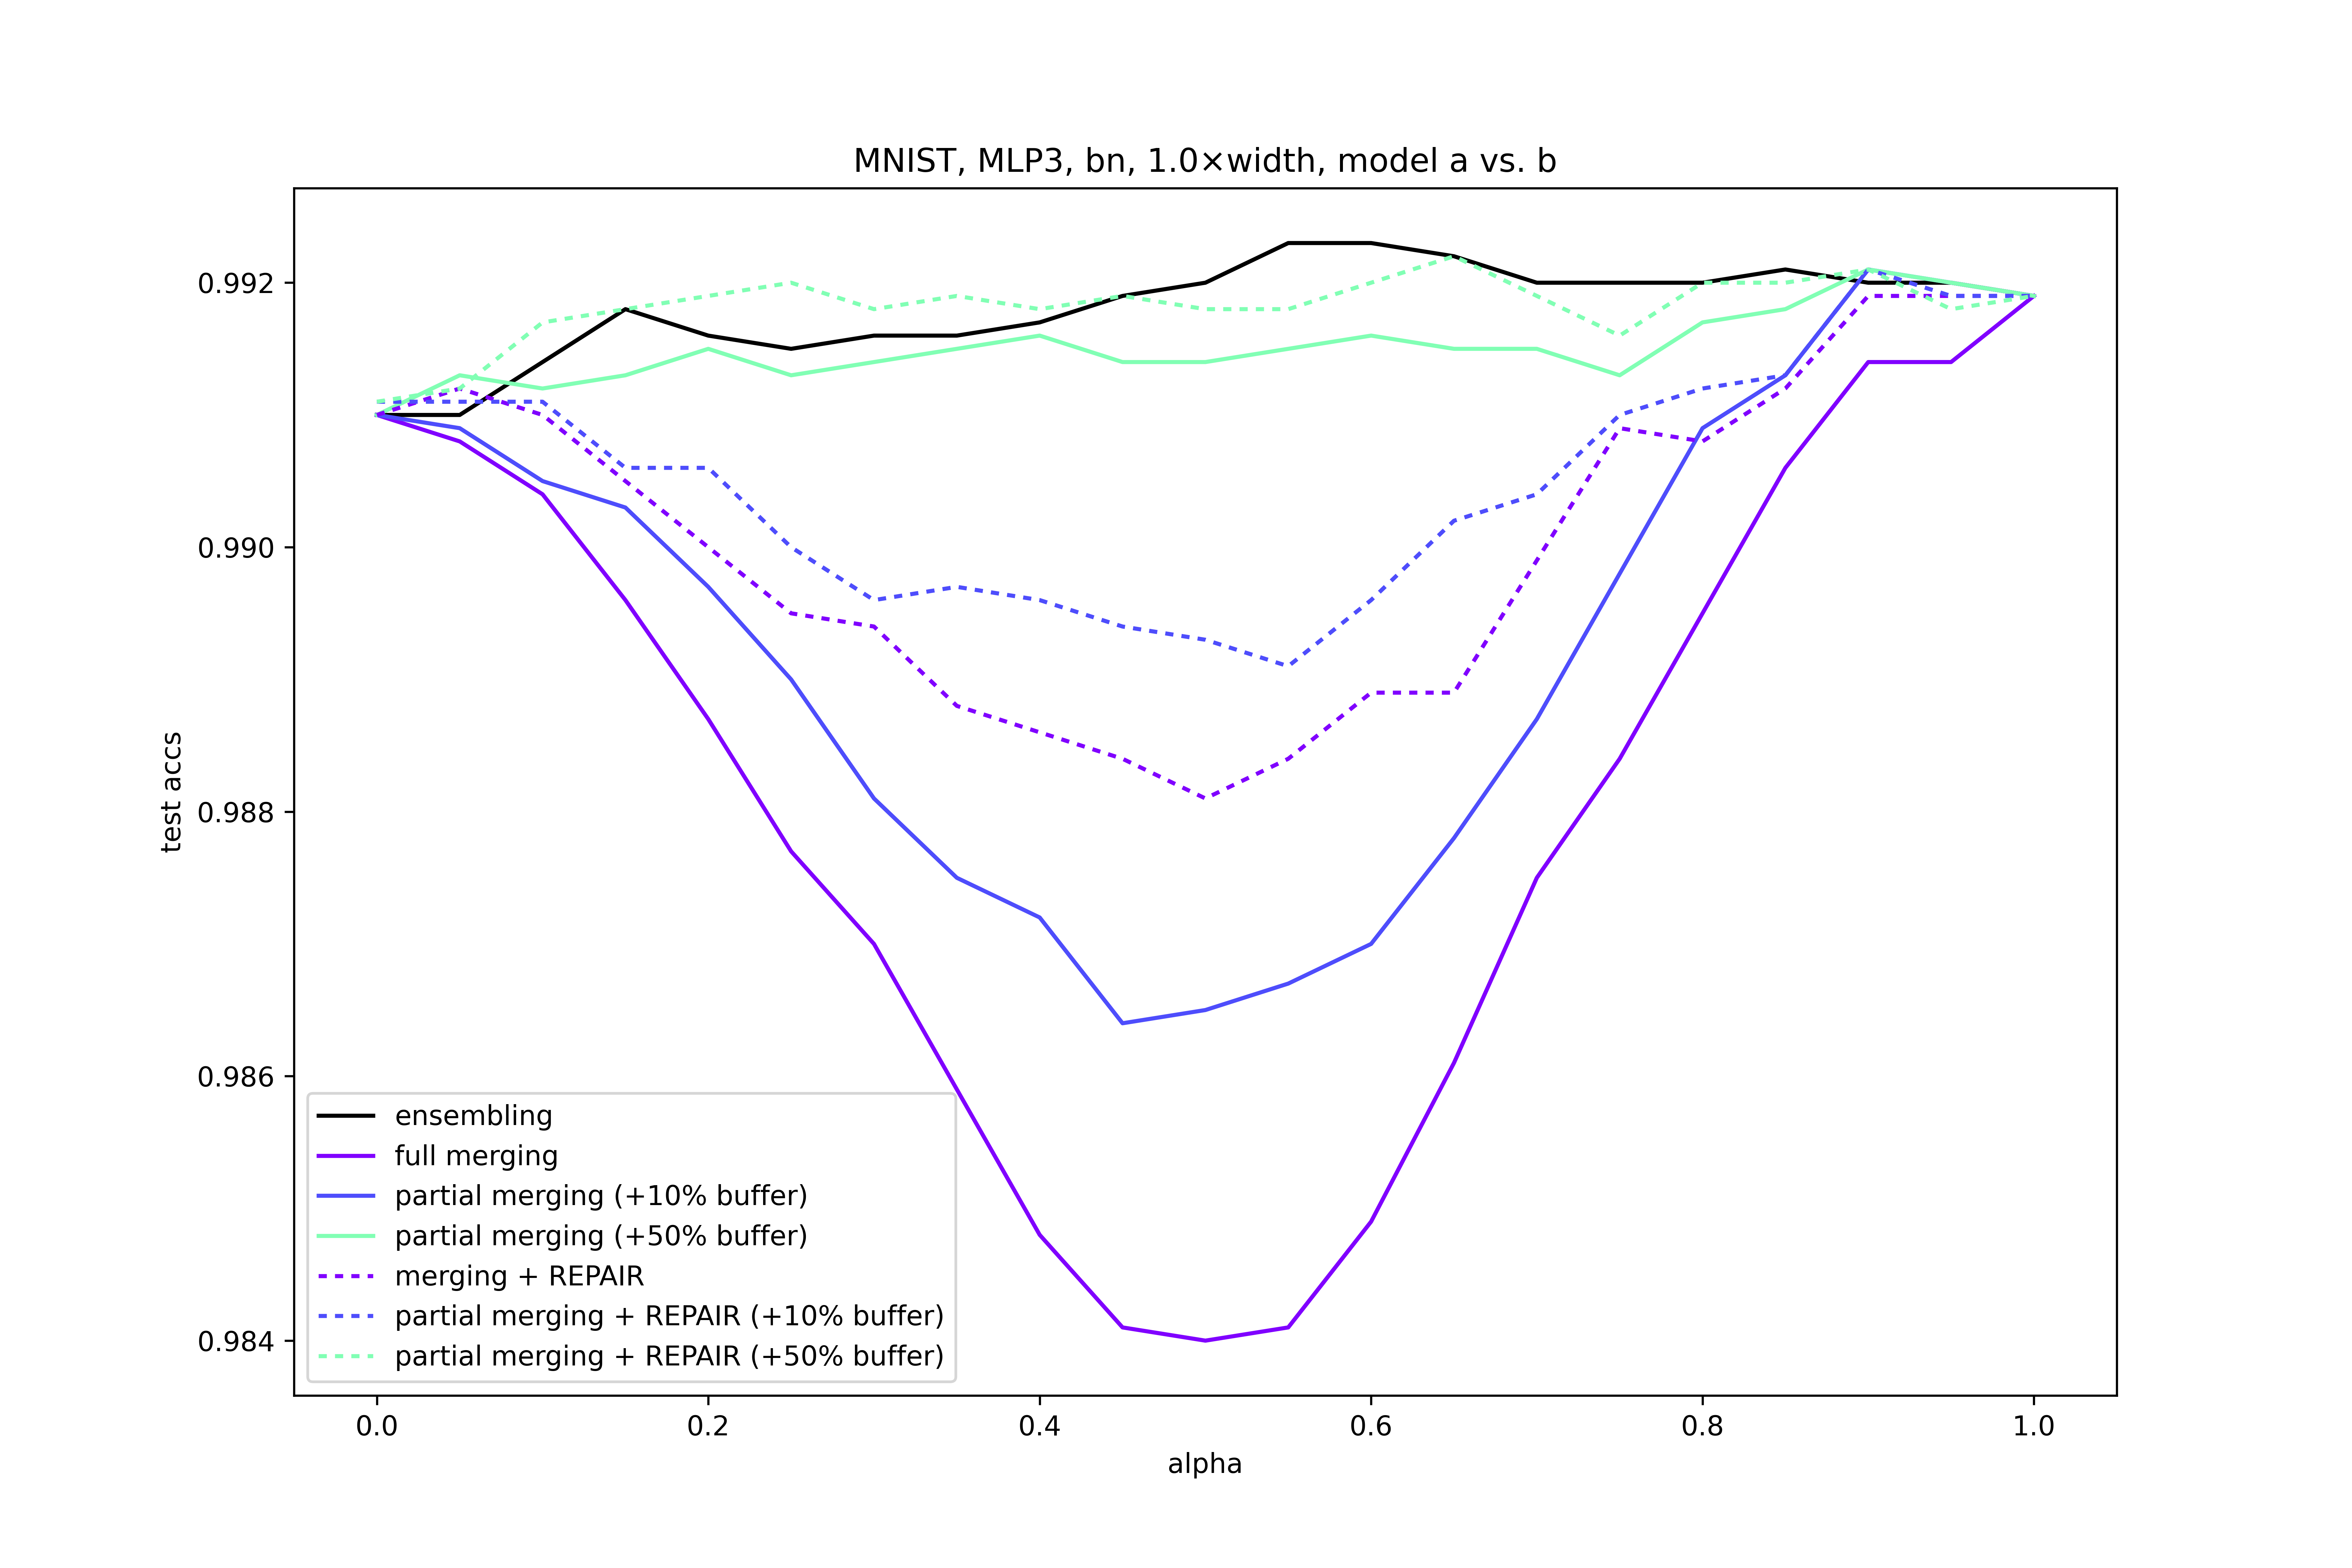 MNIST, MLP3, bn, 1.0×width, model a vs. b
0.992
0.990
0.988
0.986
0.984
test accs
ensembling
full merging
partial merging (+10% buffer)
partial merging (+50% buffer)
merging + REPAIR
partial merging + REPAIR (+10% buffer)
partial merging + REPAIR (+50% buffer)
0.0 0.2 0.4 0.6 0.8 1.0
alpha